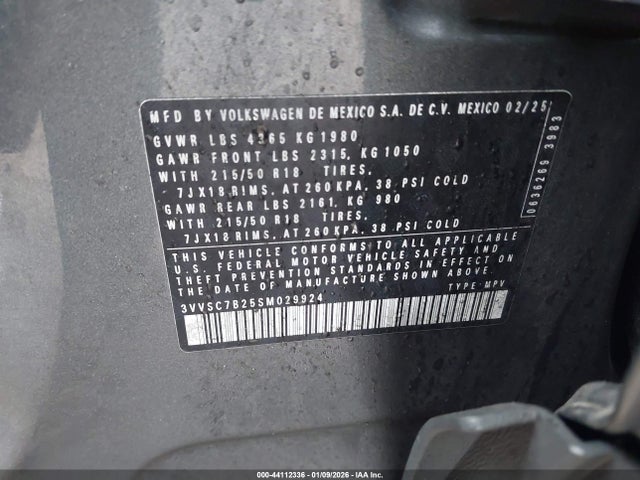 MFD BY VOLKSWAGEN DE MEXICO S.A. DE C.V. MEXICO 02/25
GVWR LBS 4365 KG 1980
GAWR FRONT LBS 2315, KG 1050
WITH 215/50 R18 TIRES,
7JX18 RIMS, AT 260 KPA, 38 PSI COLD
GAWR REAR LBS 2161, KG 980
WITH 215/50 R18 TIRES,
7JX18 RIMS, AT 260 KPA, 38 PSI COLD
THIS VEHICLE CONFORMS TO ALL APPLICABLE
U.S. FEDERAL MOTOR VEHICLE SAFETY AND
THEFT PREVENTION STANDARDS IN EFFECT ON
THE DATE OF MANUFACTURE SHOWN ABOVE.
3VVSC7B25SM029924 TYPE: MPV
0636269 3983
000-44112336 - 01/09/2026 - IAA Inc.